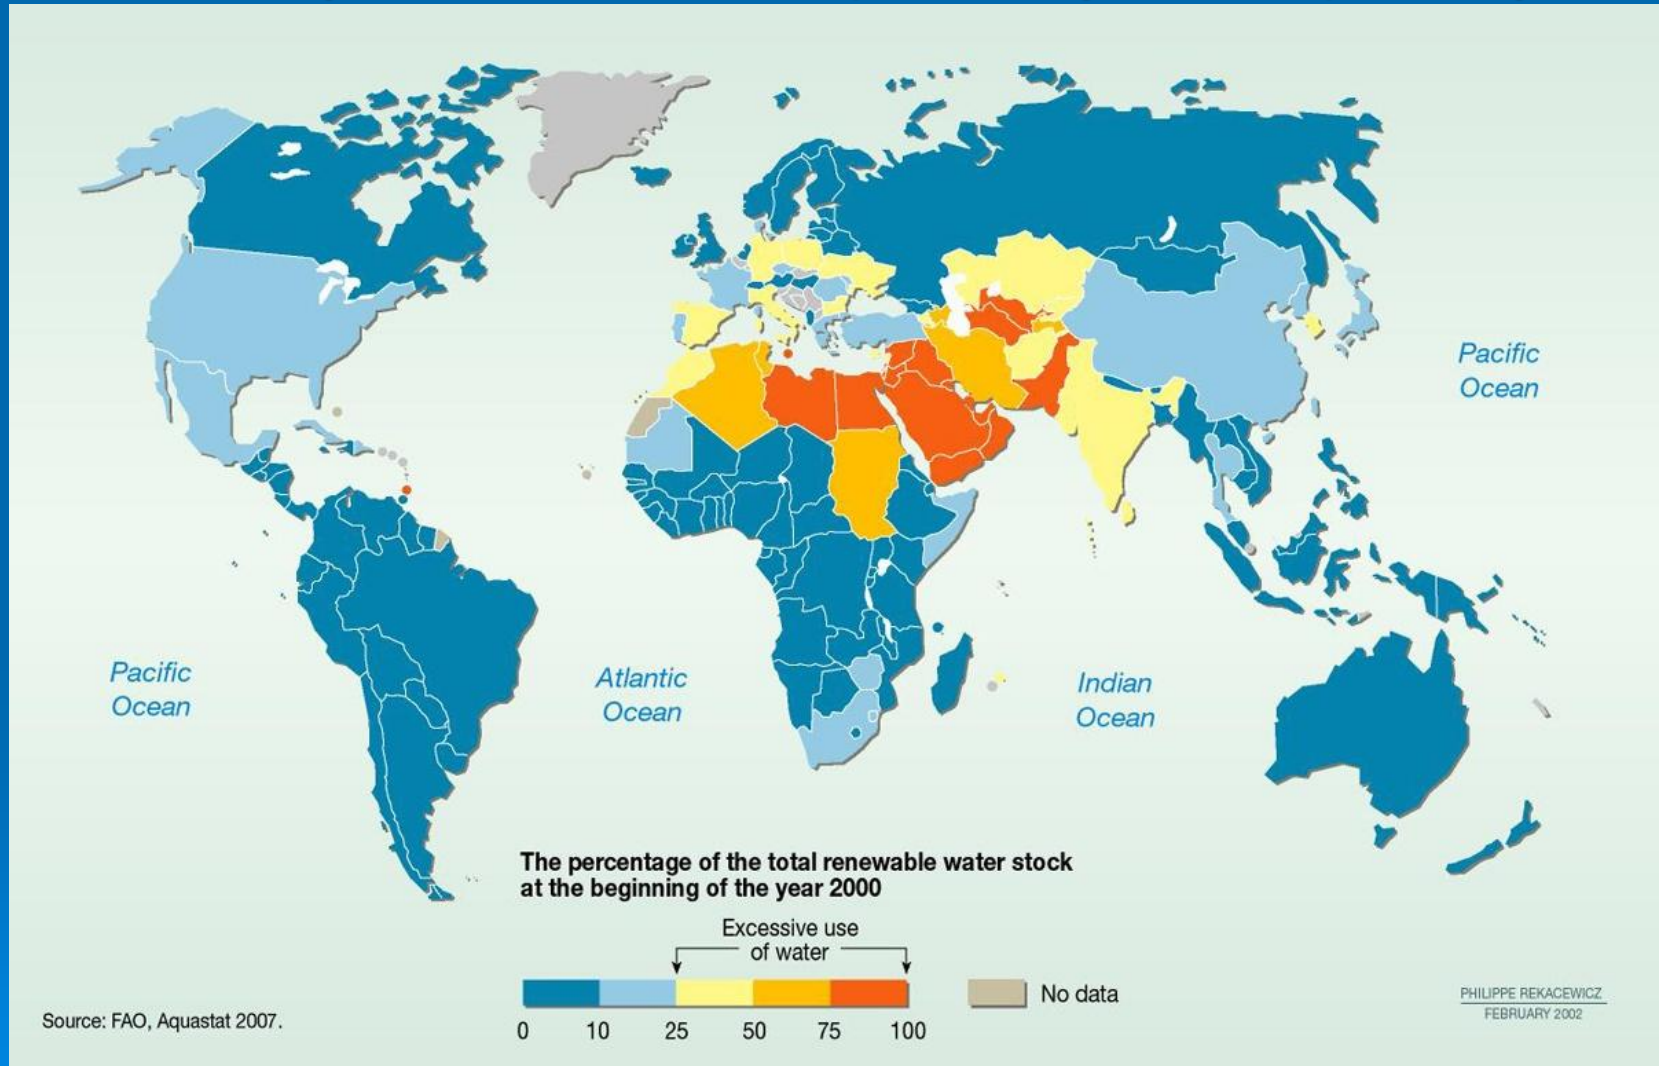 Pacific
Ocean
Pacific
Ocean
Atlantic
Ocean
Indian
Ocean
The percentage of the total renewable water stock
at the beginning of the year 2000
Excessive use
of water
No data
0 10 25 50 75 100
Source: FAO, Aquastat 2007.
PHILIPPE REKACEWICZ
FEBRUARY 2002